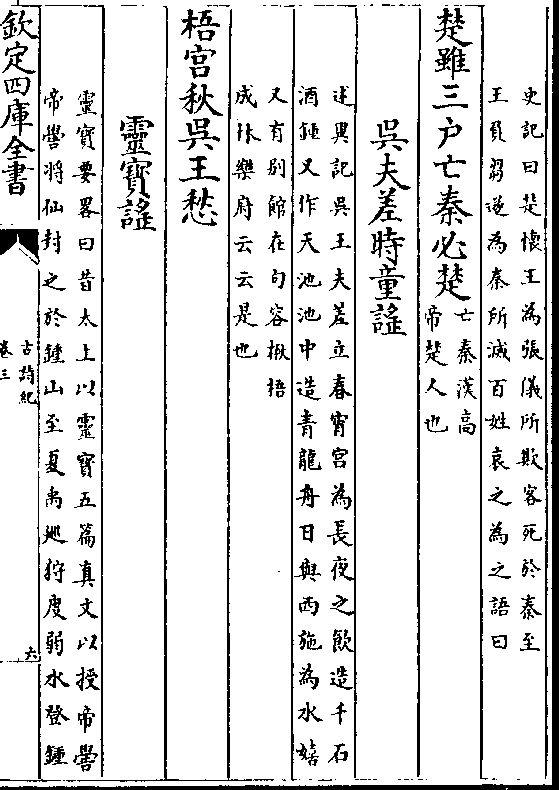 史記曰楚懷王為張儀所欺客死於秦至
王負芻遂為秦所滅百姓哀之為之語曰
楚雖三户亡秦必楚
亡秦漢高
帝楚人也
吳夫差時童謠
述異記吳王夫差立春宵宮為長夜之飲造千石
酒鍾又作天池池中造青龍舟日與西施為水嬉
又有別館在句容楸梧
成林樂府云云是也
梧宮秋吳王愁
靈寶謠
靈寶要畧曰昔太上以靈寶五篇真文以授帝嚳
帝嚳將仙封之於鍾山至夏禹廵狩度弱水登鍾
欽定四庫全書
古詩紀
卷三
六